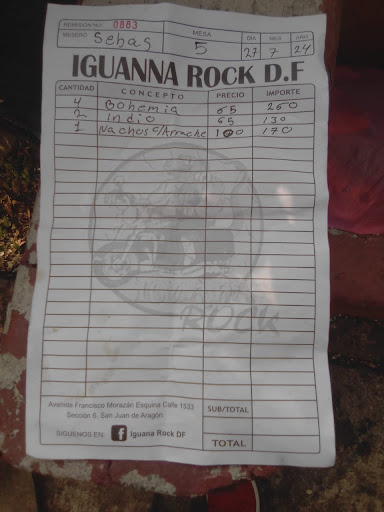 REMISION NO. 0883
MESERO Sebas MESA 5 DIA 27 MES 7 AÑO 24
IGUANNA ROCK D.F
CANTIDAD CONCEPTO PRECIO IMPORTE
4 Bohemia 65 260
2 Indio 65 130
1 Nachos c/Arrache 170
ROCK
Avenida Francisco Morazán Esquina Calle 1533
Sección 6. San Juan de Aragón
SUB/TOTAL
SIGUENOS EN: f Iguana Rock DF
TOTAL